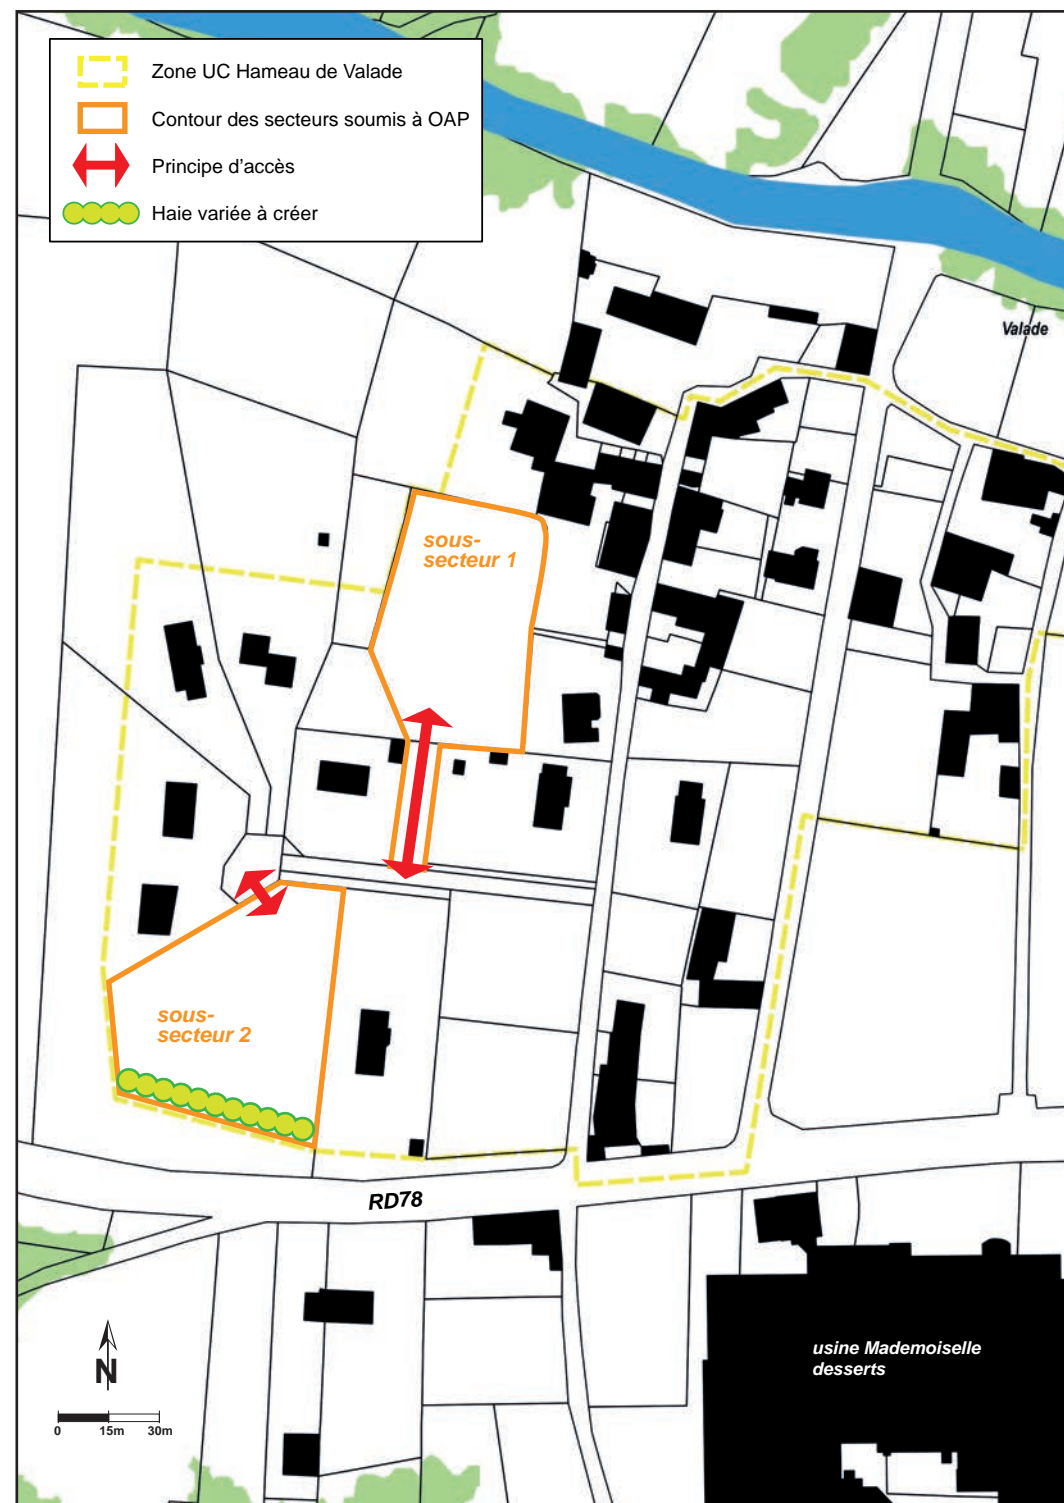 Zone UC Hameau de Valade
Contour des secteurs soumis à OAP
Principe d'accès
Haie variée à créer
Valade
sous-
secteur 1
sous-
secteur 2
RD78
usine Mademoiselle
desserts
N
0 15m 30m